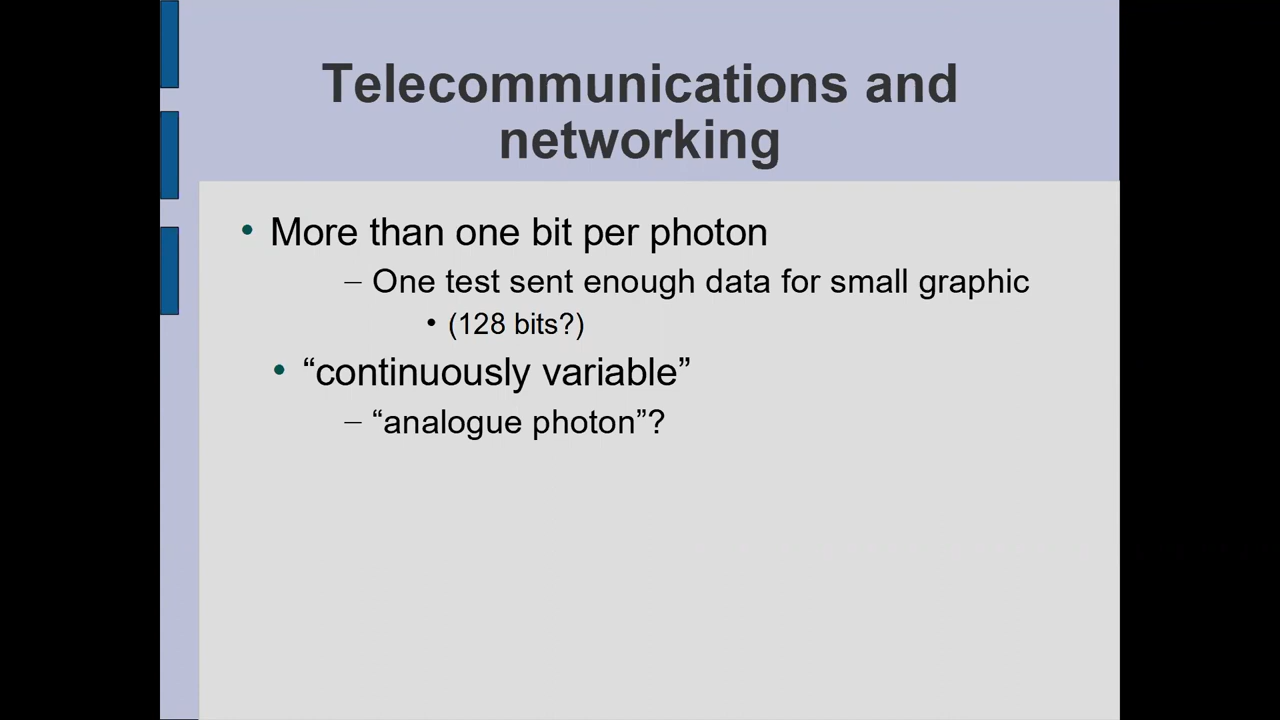 Telecommunications and
networking
• More than one bit per photon
– One test sent enough data for small graphic
• (128 bits?)
• “continuously variable”
– “analogue photon”?